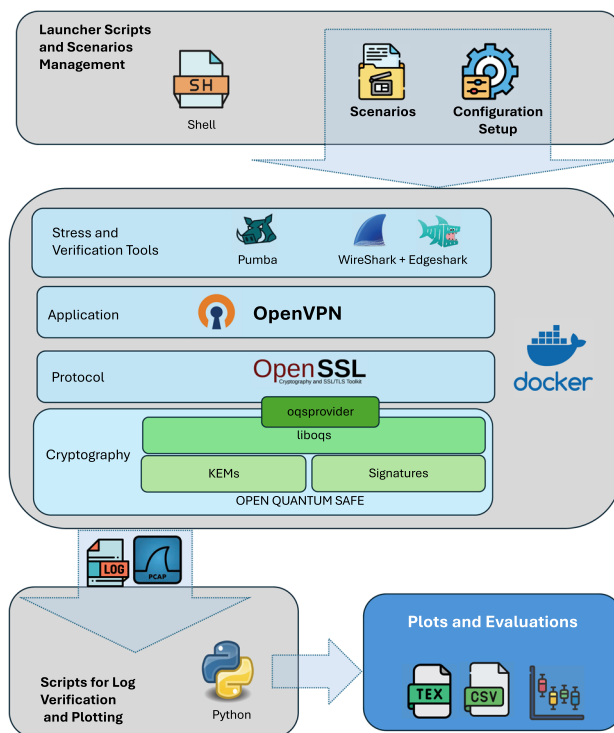 Launcher Scripts
and Scenarios
Management
SH
Shell
Scenarios
Configuration
Setup
Stress and
Verification Tools
Pumba
WireShark + Edgeshark
Application
OpenVPN
Protocol
OpenSSL
Cryptography and SSL/TLS Toolkit
docker
oqsprovider
liboqs
Cryptography
KEMs
Signatures
OPEN QUANTUM SAFE
LOG
PCAP
Scripts for Log
Verification
and Plotting
Python
Plots and Evaluations
TEX
CSV